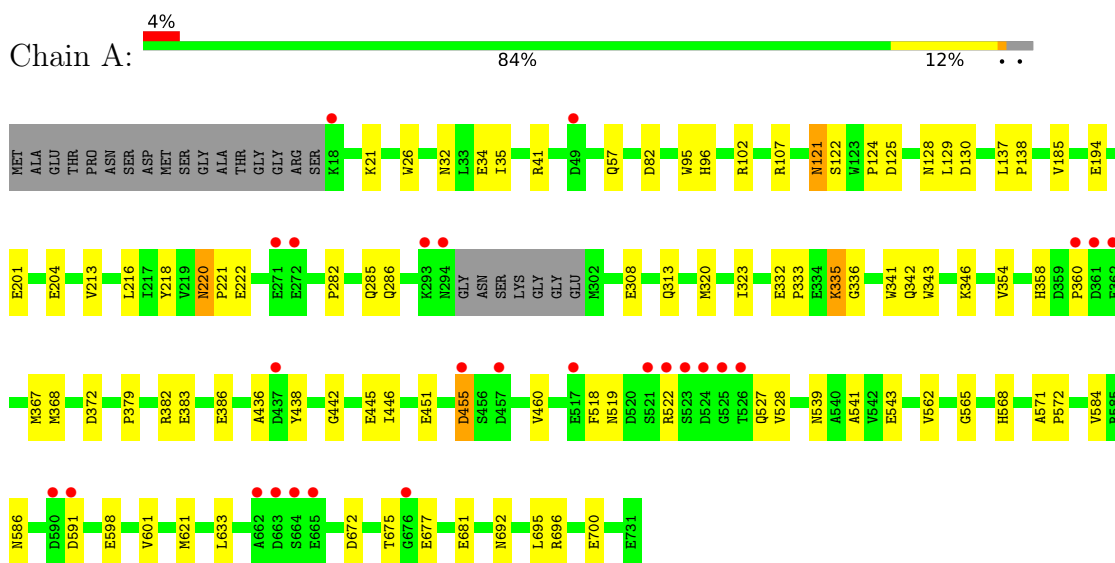 4%
Chain A:
84% 12% • •
MET ALA GLU THR PRO ASN SER ASP MET SER GLY ALA THR GLY GLY ARG SER K18 K21 W26 N32 L33 E34 I35 R41 D49 Q57 D82 W95 H96 R102 R107 N121 S122 W123 P124 D125 N128 L129 D130 L137 P138 V185 E194
E201 E204 V213 L216 I217 Y218 V219 N220 P221 E222 E271 E272 P282 Q285 Q286 K293 N294 GLY ASN SER LYS GLY GLY GLU M302 E308 Q313 M320 I323 E332 P333 E334 K335 G336 W341 Q342 W343 K346 V354 H358 D359 P360 D361 E362
M367 M368 D372 P379 R382 E383 E386 A436 D437 Y438 G442 E445 I446 E451 D455 S456 D457 V460 E517 F518 N519 D520 S521 R522 S523 D524 G525 T526 Q527 V528 N539 A540 A541 V542 E543 V562 G565 H568 A571 P572 V584
N586 D590 D591 E598 V601 M621 L633 A662 D663 S664 E665 D672 T675 G676 E677 E681 N692 L695 R696 E700 E731